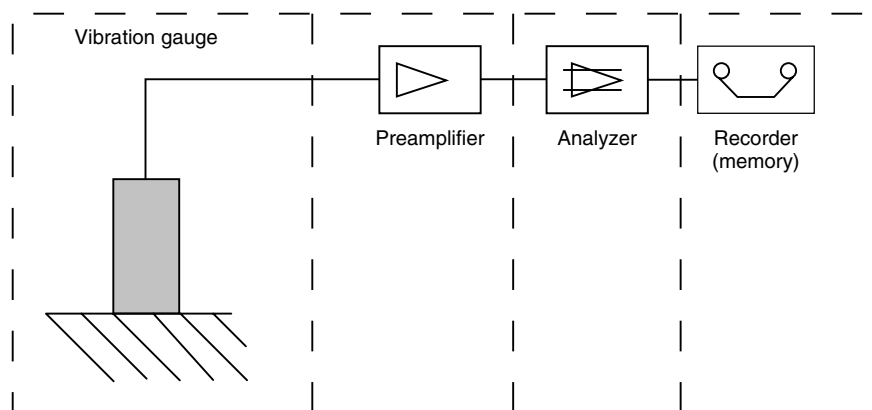 Vibration gauge
Preamplifier
Analyzer
Recorder
(memory)